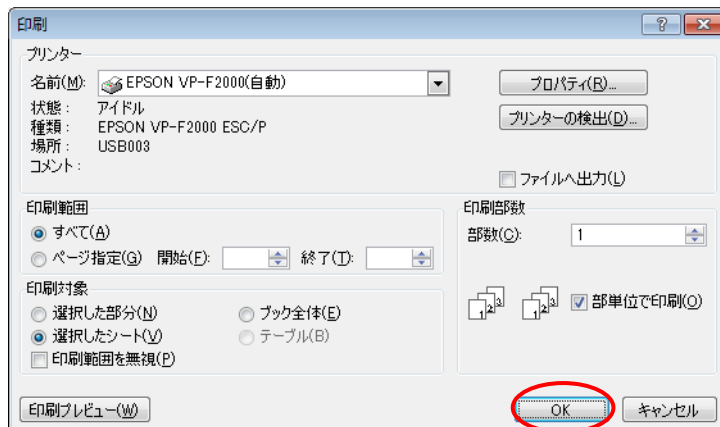 印刷
プリンター
名前(M): EPSON VP-F2000(自動)
プロパティ(R)...
状態： アイドル
種類： EPSON VP-F2000 ESC/P
プリンターの検出(D)...
場所： USB003
コメント：
ファイルへ出力(L)
印刷範囲
すべて(A)
ページ指定(G) 開始(F): 終了(T):
印刷部数
部数(C): 1
1 2 3 1 2 3 部単位で印刷(O)
印刷対象
選択した部分(N) ブック全体(E)
選択したシート(V) テーブル(B)
印刷範囲を無視(P)
印刷プレビュー(W) OK キャンセル